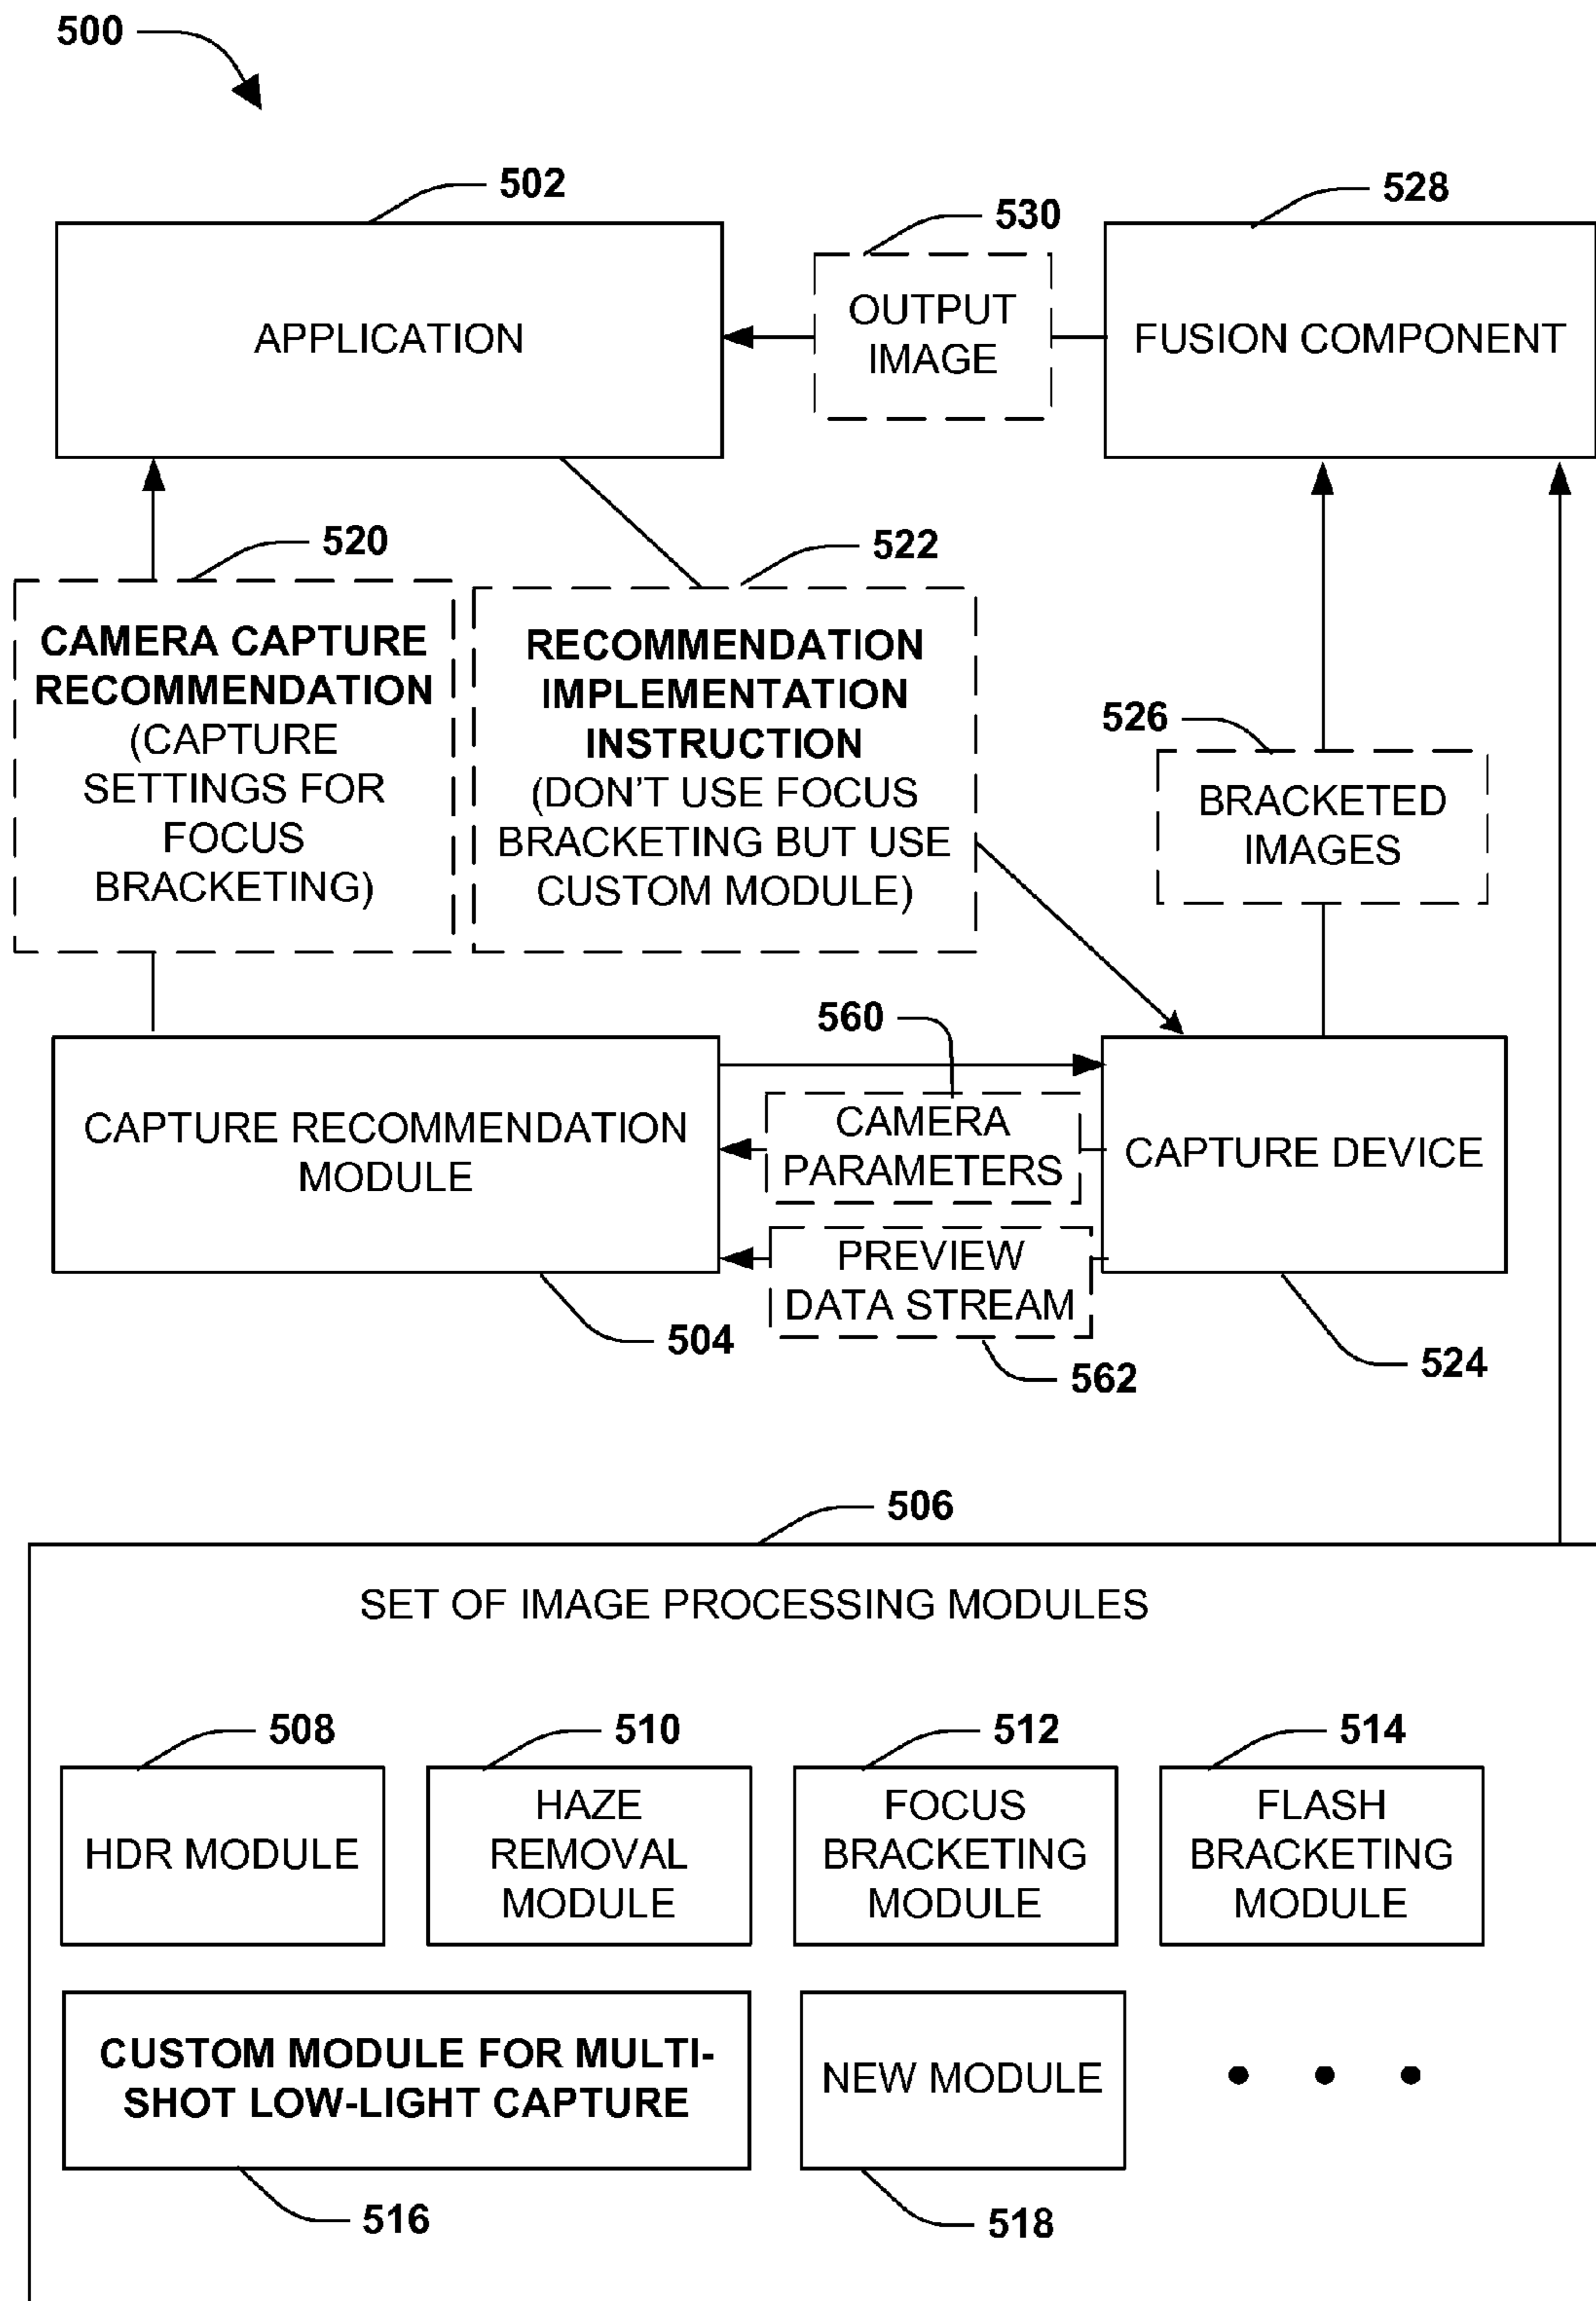 500
502
528
530
APPLICATION
OUTPUT
IMAGE
FUSION COMPONENT
520
522
CAMERA CAPTURE
RECOMMENDATION
(CAPTURE
SETTINGS FOR
FOCUS
BRACKETING)
RECOMMENDATION
IMPLEMENTATION
INSTRUCTION
(DON'T USE FOCUS
BRACKETING BUT USE
CUSTOM MODULE)
526
BRACKETED
IMAGES
560
CAPTURE RECOMMENDATION
MODULE
CAMERA
PARAMETERS
CAPTURE DEVICE
PREVIEW
DATA STREAM
504
562
524
506
SET OF IMAGE PROCESSING MODULES
508
510
512
514
HDR MODULE
HAZE
REMOVAL
MODULE
FOCUS
BRACKETING
MODULE
FLASH
BRACKETING
MODULE
CUSTOM MODULE FOR MULTI-
SHOT LOW-LIGHT CAPTURE
NEW MODULE
• • •
516
518